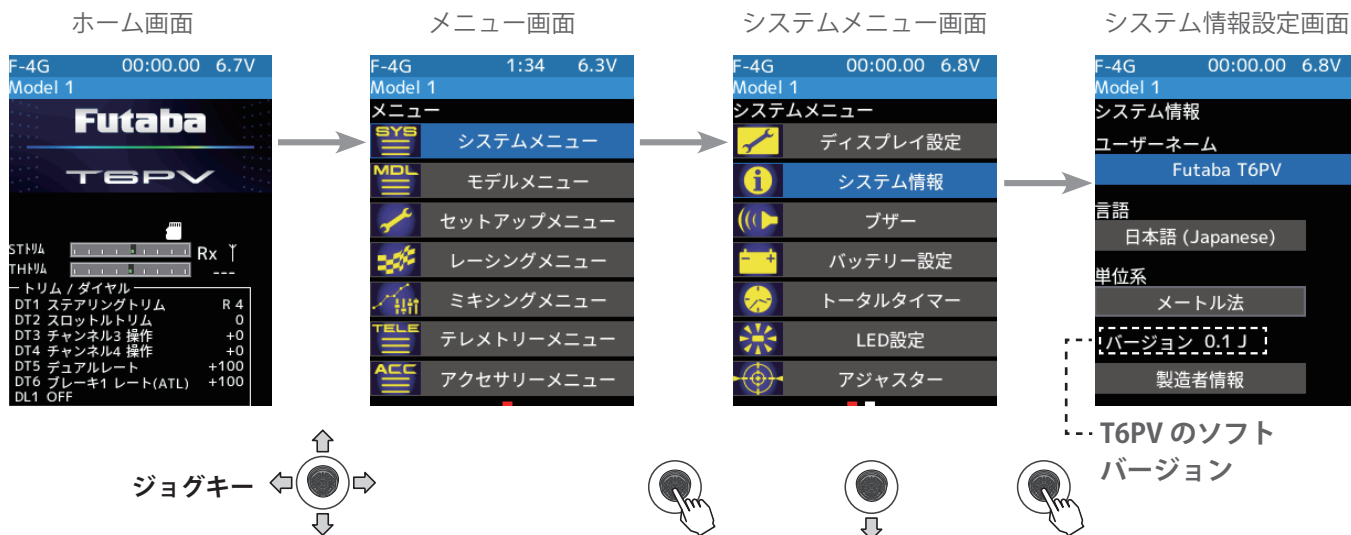 ホーム画面
F-4G 00:00.00 6.7V
Model 1
Futaba
T6PV
STﾄﾘﾑ Rx
THﾄﾘﾑ ---
トリム / ダイヤル
DT1 ステアリングトリム R 4
DT2 スロットルトリム 0
DT3 チャンネル3 操作 +0
DT4 チャンネル4 操作 +0
DT5 デュアルレート +100
DT6 ブレーキ1 レート(ATL) +100
DL1 OFF
メニュー画面
F-4G 1:34 6.3V
Model 1
メニュー
SYS システムメニュー
MDL モデルメニュー
セットアップメニュー
レーシングメニュー
ミキシングメニュー
TELE テレメトリーメニュー
ACC アクセサリーメニュー
システムメニュー画面
F-4G 00:00.00 6.8V
Model 1
システムメニュー
ディスプレイ設定
システム情報
ブザー
バッテリー設定
トータルタイマー
LED設定
アジャスター
システム情報設定画面
F-4G 00:00.00 6.8V
Model 1
システム情報
ユーザーネーム
Futaba T6PV
言語
日本語 (Japanese)
単位系
メートル法
バージョン 0.1 J
製造者情報
T6PV のソフト
バージョン
ジョグキー